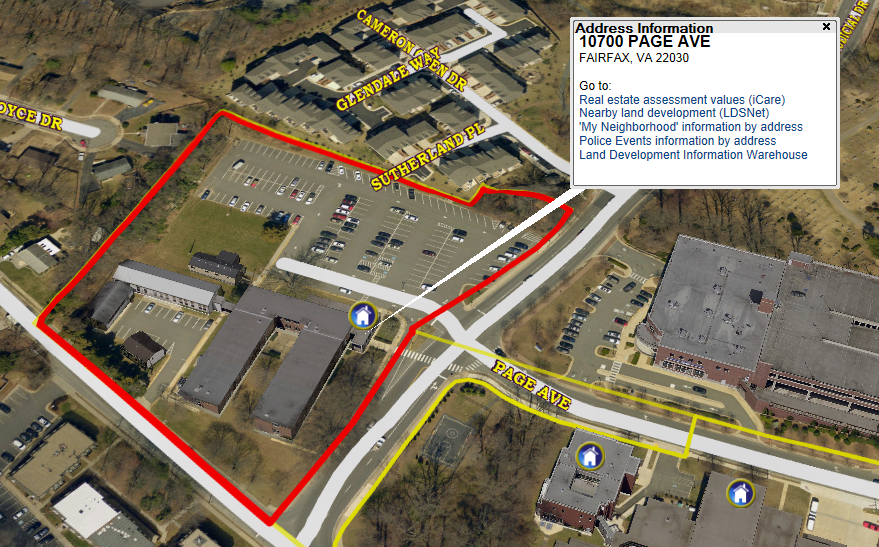 CAMERON GLEN DR
GLENDALE WAY
SUTHERLAND PL
PAGE AVE
Address Information
10700 PAGE AVE
FAIRFAX, VA 22030
Go to:
Real estate assessment values (iCare)
Nearby land development (LDSNet)
'My Neighborhood' information by address
Police Events information by address
Land Development Information Warehouse